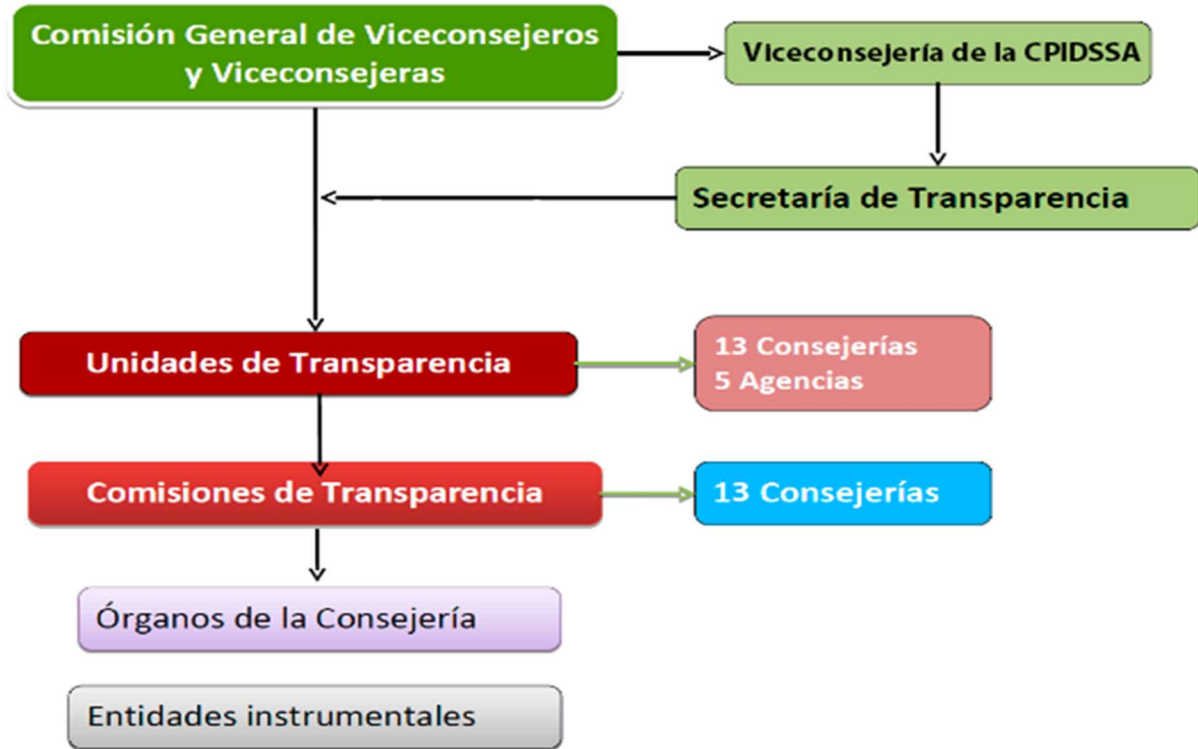 Comisión General de Viceconsejeros
y Viceconsejeras
Viceconsejería de la CPIDSSA
Secretaría de Transparencia
Unidades de Transparencia
13 Consejerías
5 Agencias
Comisiones de Transparencia
13 Consejerías
Órganos de la Consejería
Entidades instrumentales